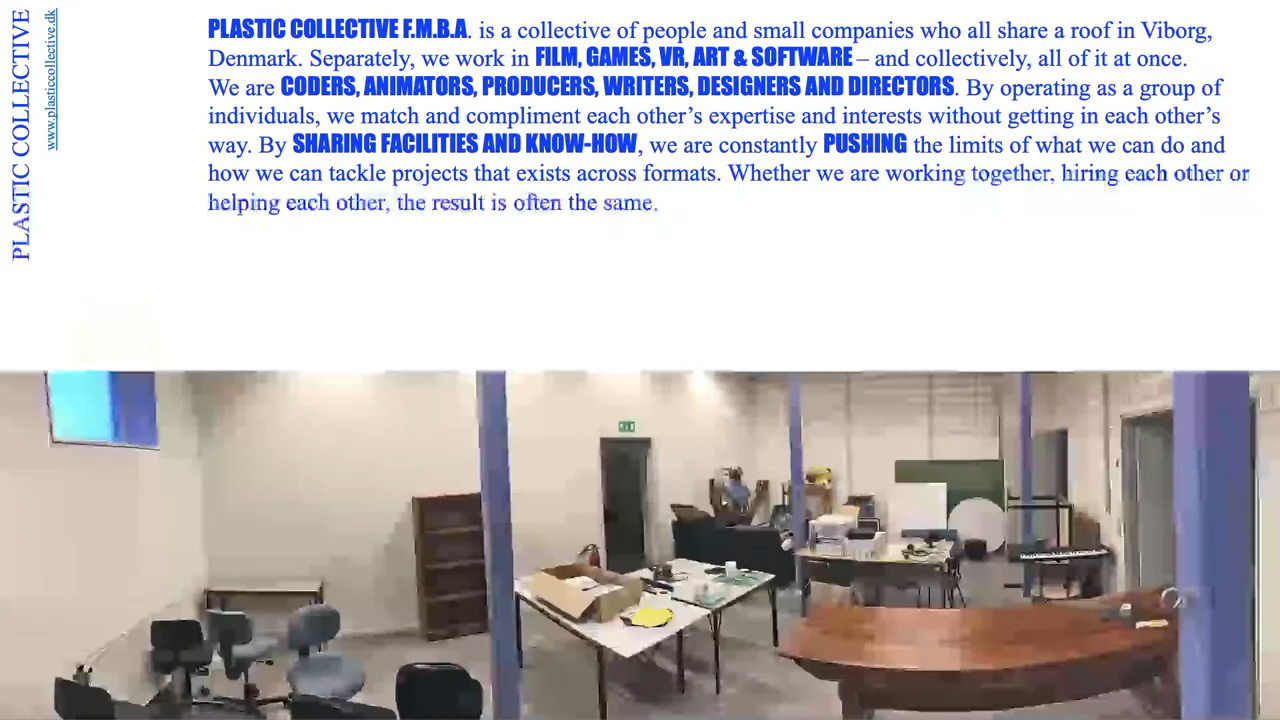 PLASTIC COLLECTIVE
www.plasticcollective.dk
PLASTIC COLLECTIVE F.M.B.A. is a collective of people and small companies who all share a roof in Viborg,
Denmark. Separately, we work in FILM, GAMES, VR, ART & SOFTWARE – and collectively, all of it at once.
We are CODERS, ANIMATORS, PRODUCERS, WRITERS, DESIGNERS AND DIRECTORS. By operating as a group of
individuals, we match and compliment each other’s expertise and interests without getting in each other’s
way. By SHARING FACILITIES AND KNOW-HOW, we are constantly PUSHING the limits of what we can do and
how we can tackle projects that exists across formats. Whether we are working together, hiring each other or
helping each other, the result is often the same.